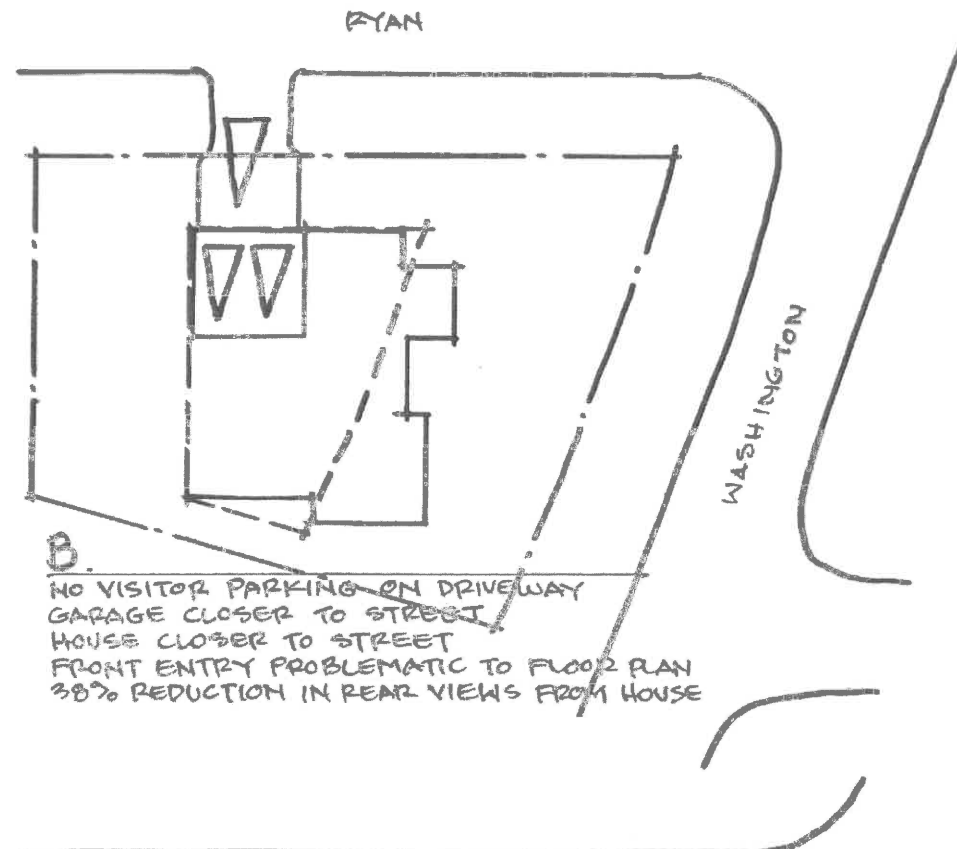 RYAN
WASHINGTON
B.
NO VISITOR PARKING ON DRIVEWAY
GARAGE CLOSER TO STREET
HOUSE CLOSER TO STREET
FRONT ENTRY PROBLEMATIC TO FLOOR PLAN
38% REDUCTION IN REAR VIEWS FROM HOUSE